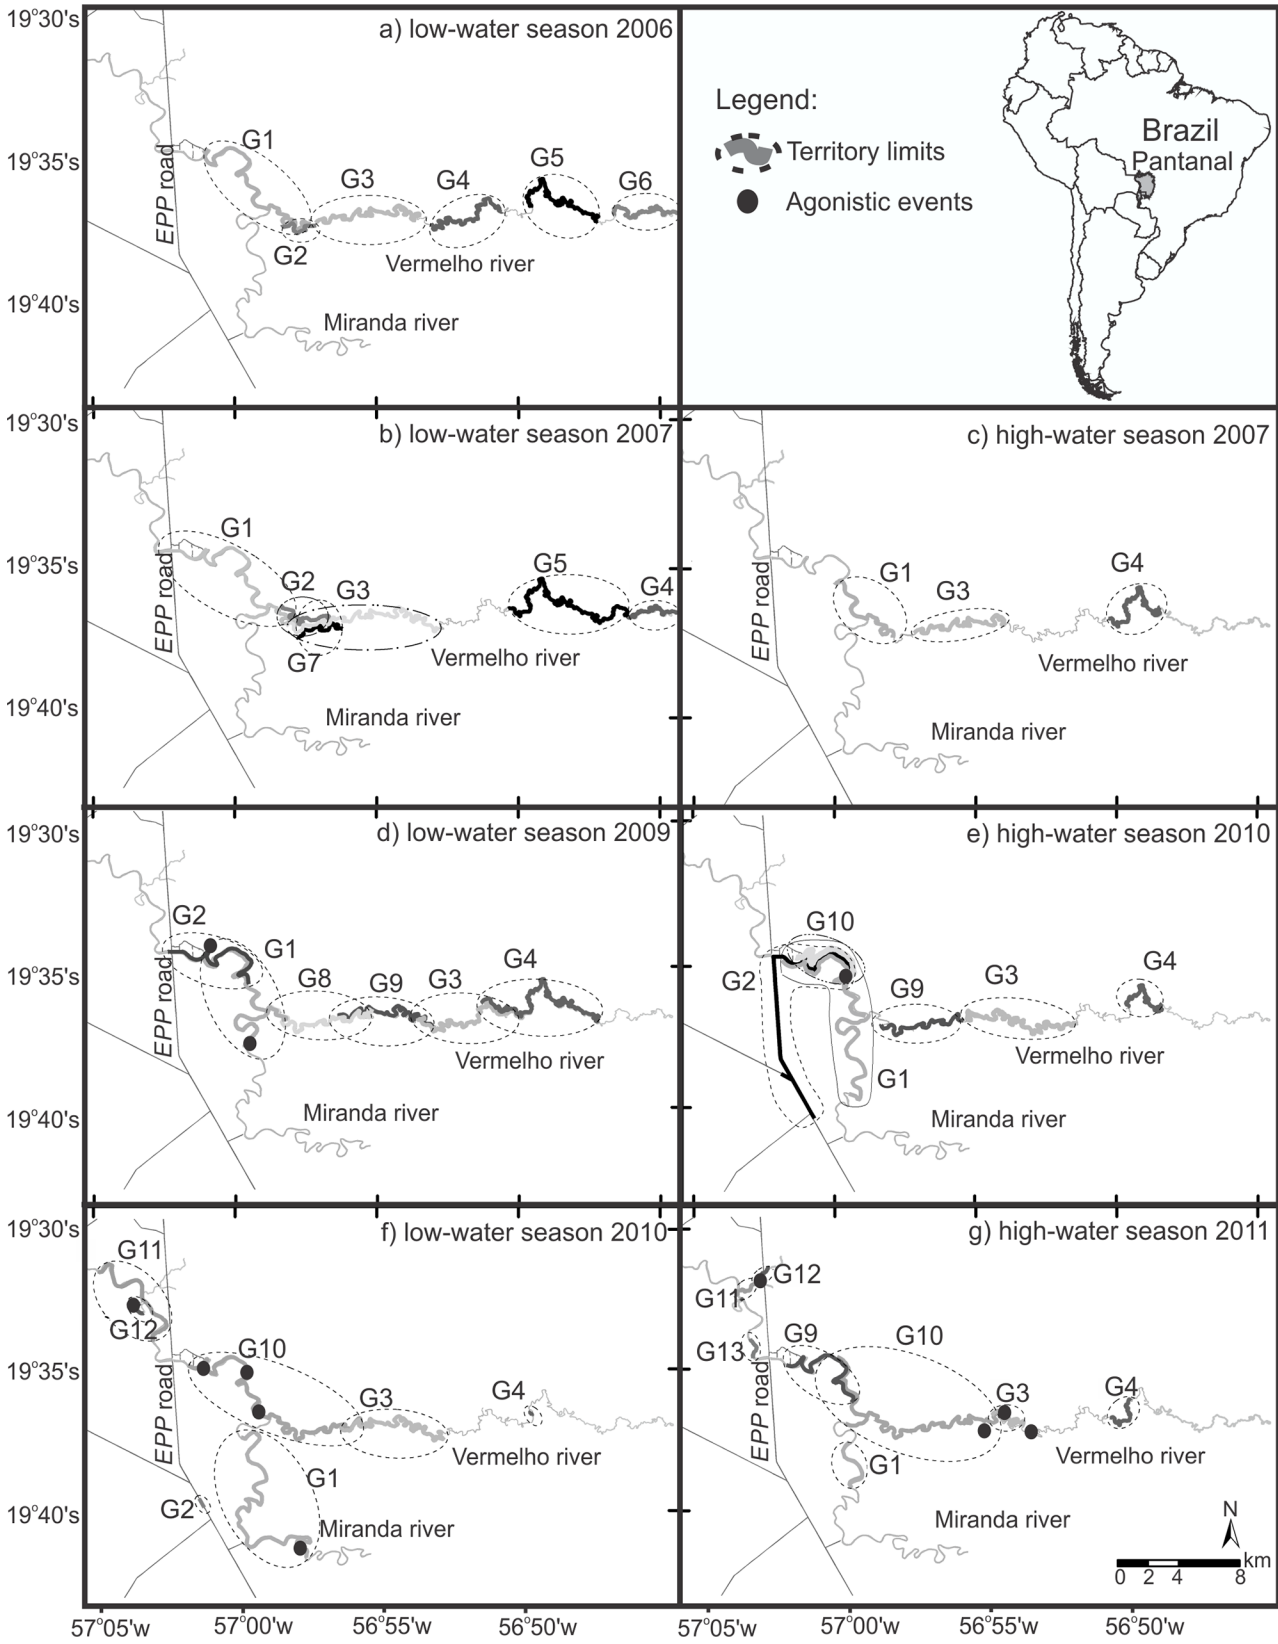 19°30's
a) low-water season 2006
G1
19°35's
EPP road
G3
G4
G5
G6
G2
Vermelho river
19°40's
Miranda river
Legend:
Territory limits
Agonistic events
Brazil
Pantanal
19°30's
b) low-water season 2007
G1
19°35's
EPP road
G2
G3
G5
G4
G7
Vermelho river
19°40's
Miranda river
c) high-water season 2007
EPP road
G1
G3
G4
Vermelho river
Miranda river
19°30's
d) low-water season 2009
G2
G1
19°35's
EPP road
G8
G9
G3
G4
Vermelho river
19°40's
Miranda river
e) high-water season 2010
G10
G2
G9
G3
G4
Vermelho river
G1
Miranda river
19°30's
f) low-water season 2010
G11
G12
G10
19°35's
EPP road
G3
G4
Vermelho river
G1
G2
19°40's
Miranda river
g) high-water season 2011
G12
G11
G13
G9
G10
EPP road
G3
G4
Vermelho river
G1
Miranda river
N
km
0 2 4 8
57°05'w 57°00'w 56°55'w 56°50'w 57°05'w 57°00'w 56°55'w 56°50'w